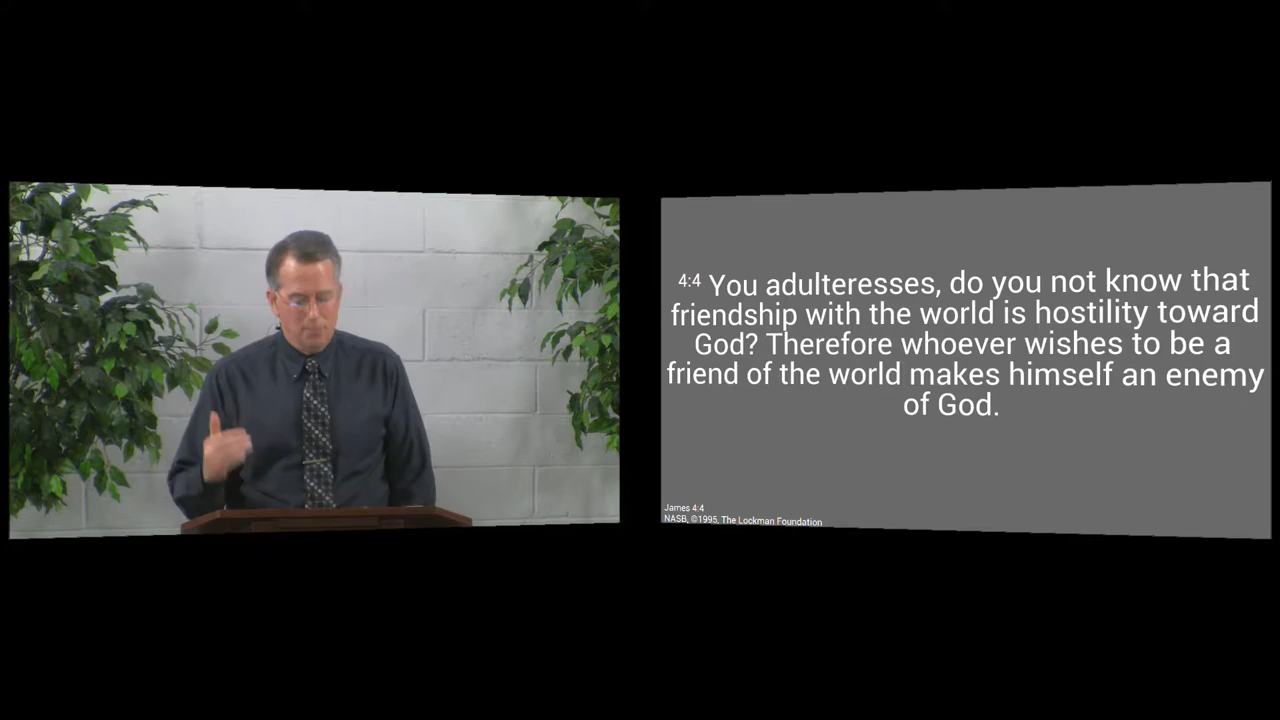 4:4 You adulteresses, do you not know that
friendship with the world is hostility toward
God? Therefore whoever wishes to be a
friend of the world makes himself an enemy
of God.
James 4:4
NASB, ©1995, The Lockman Foundation